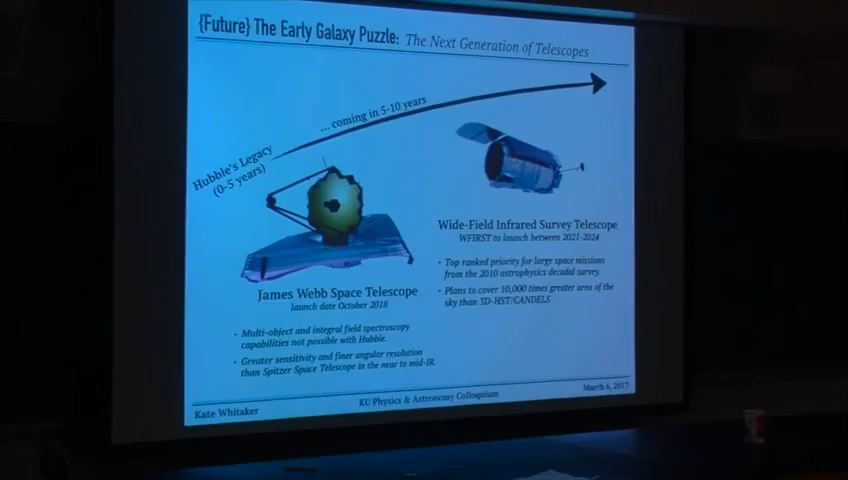 {Future} The Early Galaxy Puzzle: The Next Generation of Telescopes
... coming in 5-10 years
Hubble's Legacy
(0-5 years)
James Webb Space Telescope
launch date October 2018
• Multi-object and integral field spectroscopy
capabilities not possible with Hubble.
• Greater sensitivity and finer angular resolution
than Spitzer Space Telescope in the near to mid-IR.
Wide-Field Infrared Survey Telescope
WFIRST to launch between 2021-2024
• Top ranked priority for large space missions
from the 2010 astrophysics decadal survey.
• Plans to cover 10,000 times greater area of the
sky than 3D-HST/CANDELS
Kate Whitaker
KU Physics & Astronomy Colloquium
March 6, 2017